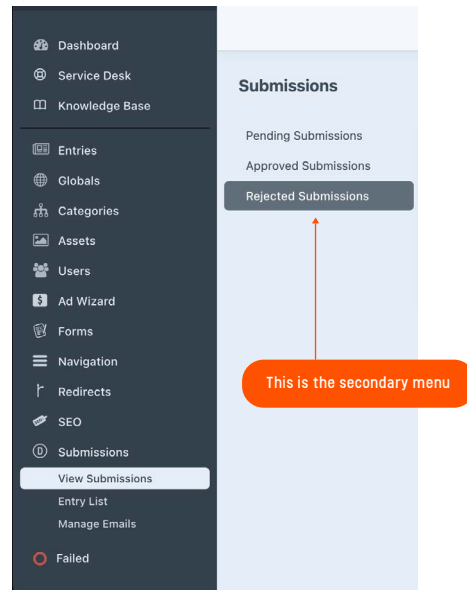 Dashboard
Service Desk
Knowledge Base
Entries
Globals
Categories
Assets
Users
Ad Wizard
Forms
Navigation
Redirects
SEO
Submissions
View Submissions
Entry List
Manage Emails
Failed
Submissions
Pending Submissions
Approved Submissions
Rejected Submissions
This is the secondary menu